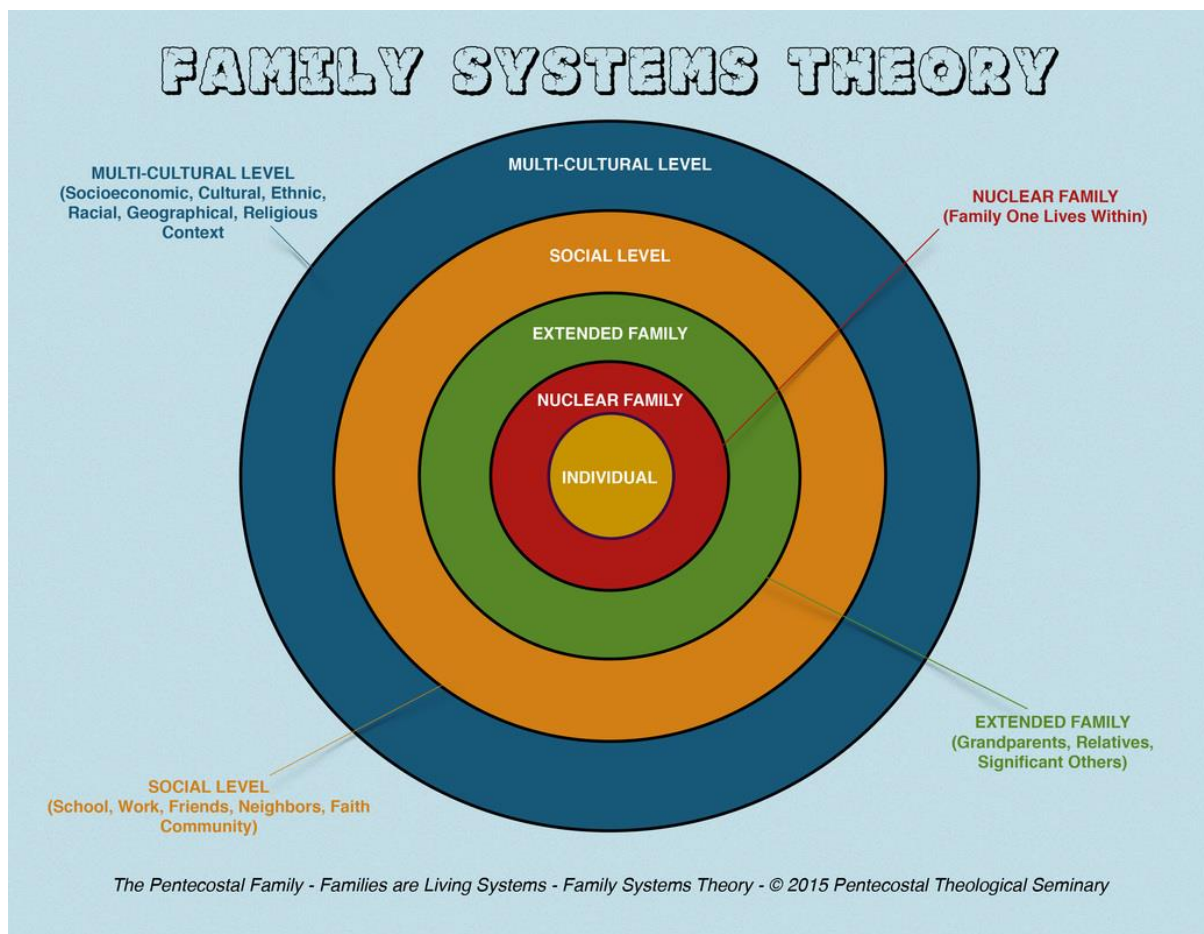 FAMILY SYSTEMS THEORY
MULTI-CULTURAL LEVEL
(Socioeconomic, Cultural, Ethnic,
Racial, Geographical, Religious
Context
MULTI-CULTURAL LEVEL
NUCLEAR FAMILY
(Family One Lives Within)
SOCIAL LEVEL
EXTENDED FAMILY
NUCLEAR FAMILY
INDIVIDUAL
EXTENDED FAMILY
(Grandparents, Relatives,
Significant Others)
SOCIAL LEVEL
(School, Work, Friends, Neighbors, Faith
Community)
The Pentecostal Family - Families are Living Systems - Family Systems Theory - © 2015 Pentecostal Theological Seminary